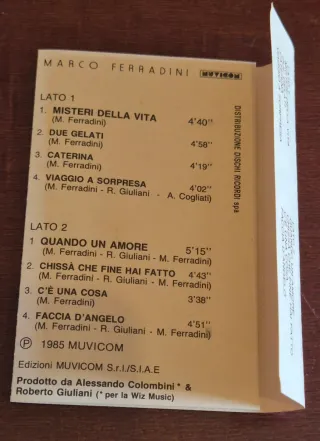 MARCO FERRADINI MUVICOM
LATO 1
1. MISTERI DELLA VITA 4'40"
(M. Ferradini)
2. DUE GELATI 4'58"
(M. Ferradini)
3. CATERINA 4'19"
(M. Ferradini)
4. VIAGGIO A SORPRESA 4'02"
(M. Ferradini - R. Giuliani - A. Cogliati)
LATO 2
1 QUANDO UN AMORE 5'15"
(M. Ferradini - R. Giuliani - M. Ferradini)
2. CHISSÀ CHE FINE HAI FATTO 4'43"
(M. Ferradini - R. Giuliani - M. Ferradini)
3. C'È UNA COSA 3'38"
(M. Ferradini)
4. FACCIA D'ANGELO 4'51"
(M. Ferradini - R. Giuliani - M. Ferradini)
Ⓟ 1985 MUVICOM
Edizioni MUVICOM S.r.l./S.I.A.E
Prodotto da Alessando Colombini* &
Roberto Giuliani (* per la Wiz Music)
DISTRIBUZIONE DISCHI RICORDI spa